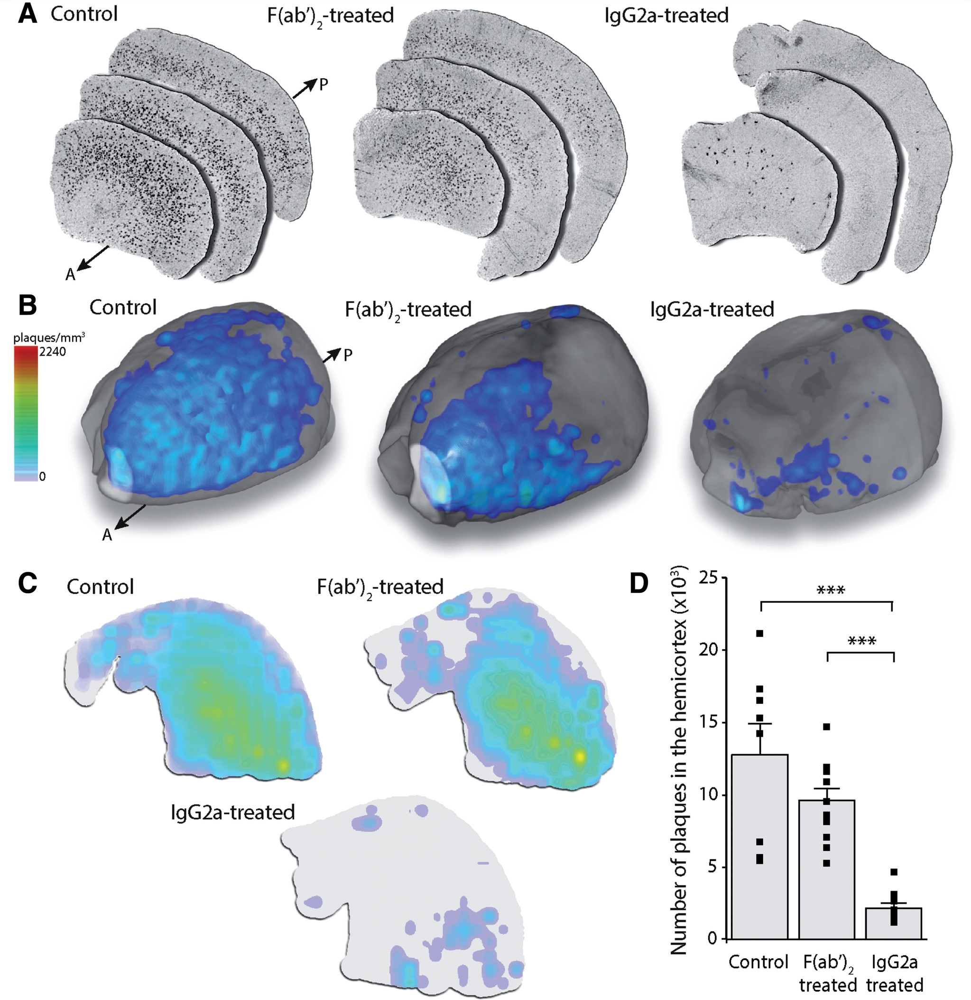 A Control F(ab')₂-treated IgG2a-treated
P
A
B Control F(ab')₂-treated IgG2a-treated
plaques/mm³
2240
0
P
A
C Control F(ab')₂-treated
IgG2a-treated
D
Number of plaques in the hemicortex (x10³)
25
20
15
10
5
0
***
***
Control F(ab')₂ IgG2a
treated treated